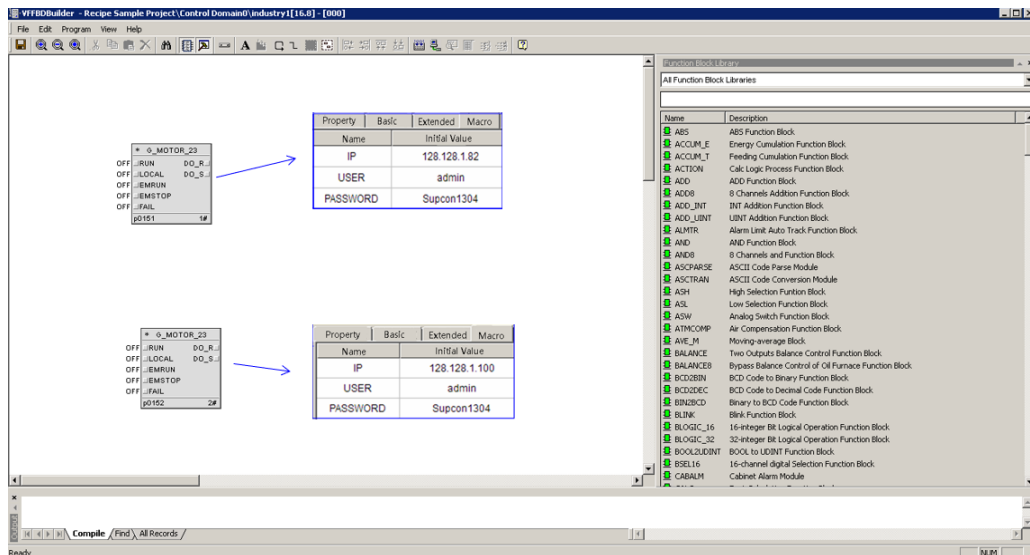 VFFBDBuilder - Recipe Sample Project\Control Domain0\industry1[16.8] - [000]
File Edit Program View Help
Function Block Library
All Function Block Libraries
Name Description
ABS ABS Function Block
ACCUM_E Energy Cumulation Function Block
ACCUM_T Feeding Cumulation Function Block
ACTION Calc Logic Process Function Block
ADD ADD Function Block
ADD8 8 Channels Addition Function Block
ADD_INT INT Addition Function Block
ADD_UINT UINT Addition Function Block
ALMTR Alarm Limit Auto Track Function Block
AND AND Function Block
AND8 8 Channels and Function Block
ASCPARSE ASCII Code Parse Module
ASCTRAN ASCII Code Conversion Module
ASH High Selection Funtion Block
ASL Low Selection Function Block
ASW Analog Switch Function Block
ATMCOMP Air Compensation Function Block
AVE_M Moving-average Block
BALANCE Two Outputs Balance Control Function Block
BALANCE8 Bypass Balance Control of Oil Furnace Function Block
BCD2BIN BCD Code to Binary Function Block
BCD2DEC BCD Code to Decimal Code Function Block
BIN2BCD Binary to BCD Code Function Block
BLINK Blink Function Block
BLOGIC_16 16-integer Bit Logical Operation Function Block
BLOGIC_32 32-integer Bit Logical Operation Function Block
BOOL2UDINT BOOL to UDINT Function Block
BSEL16 16-channel digital Selection Function Block
CABALM Cabinet Alarm Module
* G_MOTOR_23
OFF ..:RUN DO_R..:
OFF ..:LOCAL DO_S..:
OFF ..:EMRUN
OFF ..:EMSTOP
OFF ..:FAIL
p0151 1#
Property Basic Extended Macro
Name Initial Value
IP 128.128.1.82
USER admin
PASSWORD Supcon1304
* G_MOTOR_23
OFF ..:RUN DO_R..:
OFF ..:LOCAL DO_S..:
OFF ..:EMRUN
OFF ..:EMSTOP
OFF ..:FAIL
p0152 2#
Property Basic Extended Macro
Name Initial Value
IP 128.128.1.100
USER admin
PASSWORD Supcon1304
Compile Find All Records
Ready NUM